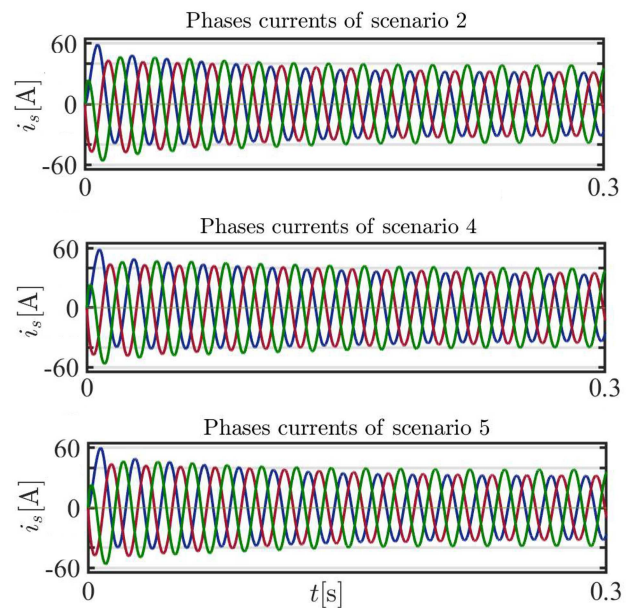 Phases currents of scenario 2
60
0
-60
i_s[A]
0
0.3
Phases currents of scenario 4
60
0
-60
i_s[A]
0
0.3
Phases currents of scenario 5
60
0
-60
i_s[A]
0
t[s]
0.3